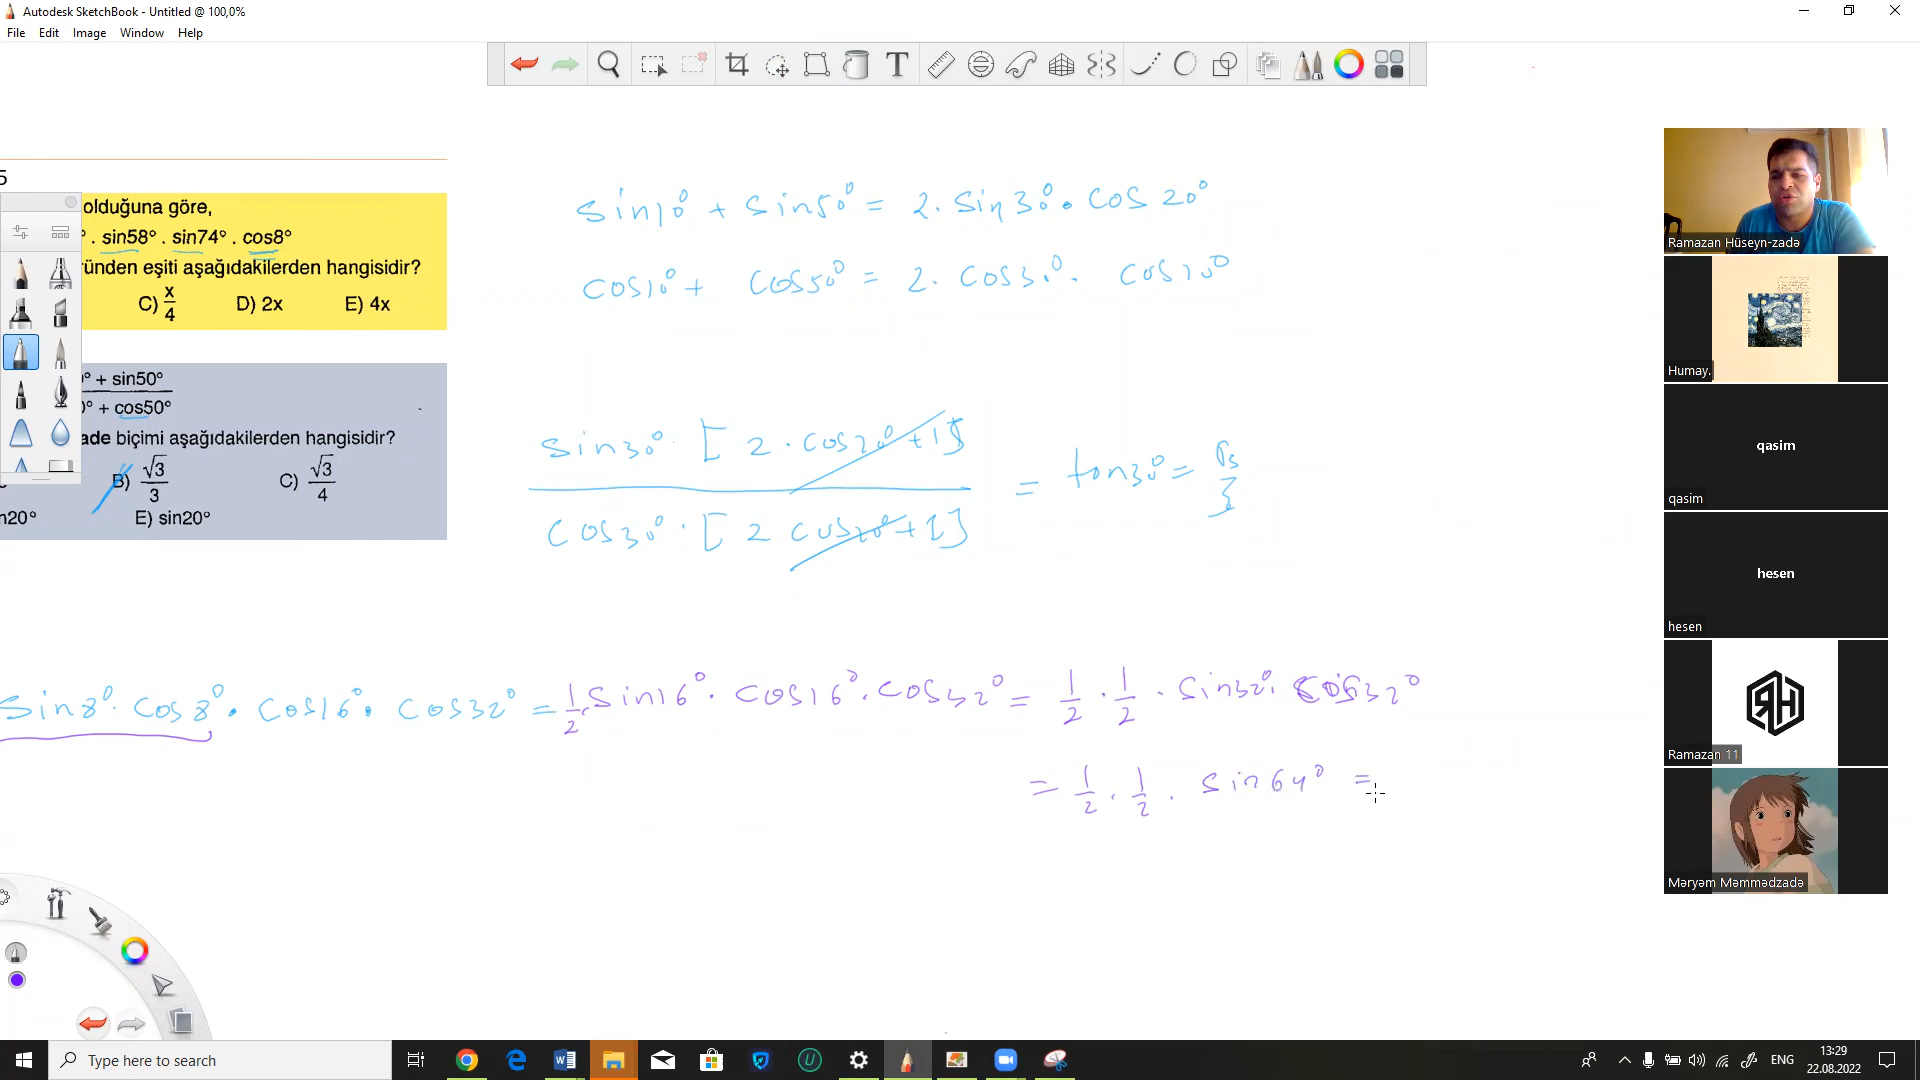 Autodesk SketchBook - Untitled @ 100,0%
File Edit Image Window Help
5
olduğuna göre,
° . sin58° . sin74° . cos8°
ründen eşiti aşağıdakilerden hangisidir?
C) x/4 D) 2x E) 4x
° + sin50°
0° + cos50°
ade biçimi aşağıdakilerden hangisidir?
B) √3/3 C) √3/4
n20° E) sin20°
sin10° + sin50° = 2 · sin30° · cos20°
cos10° + cos50° = 2 · cos30° · cos20°
sin30° · [ 2 · cos20° + 1 ]
= tan30° = √3/3
cos30° · [ 2 cos20° + 1 ]
sin8° · cos8° · cos16° · cos32° = 1/2 · sin16° · cos16° · cos32° = 1/2 · 1/2 · sin32° · cos32°
= 1/2 · 1/2 · sin64° =
Ramazan Hüseyn-zadə
Humay.
qasim
qasim
hesen
hesen
RH
Ramazan 11
Məryəm Məmmədzadə
Type here to search
ENG
13:29
22.08.2022